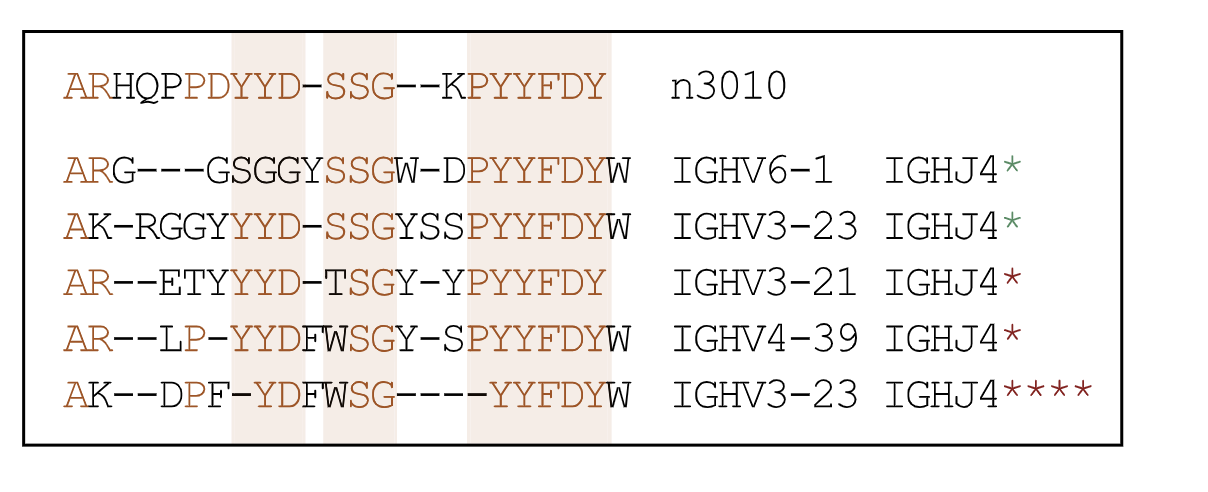 ARHQPPDYYD-SSG--KPYYFDY n3010
ARG---GSGGYSSGW-DPYYFDYW IGHV6-1 IGHJ4*
AK-RGGYYYD-SSGYSSPYYFDYW IGHV3-23 IGHJ4*
AR--ETYYYD-TSGY-YPYYFDY IGHV3-21 IGHJ4*
AR--LP-YYDFWSGY-SPYYFDYW IGHV4-39 IGHJ4*
AK--DPF-YDFWSG----YYFDYW IGHV3-23 IGHJ4****